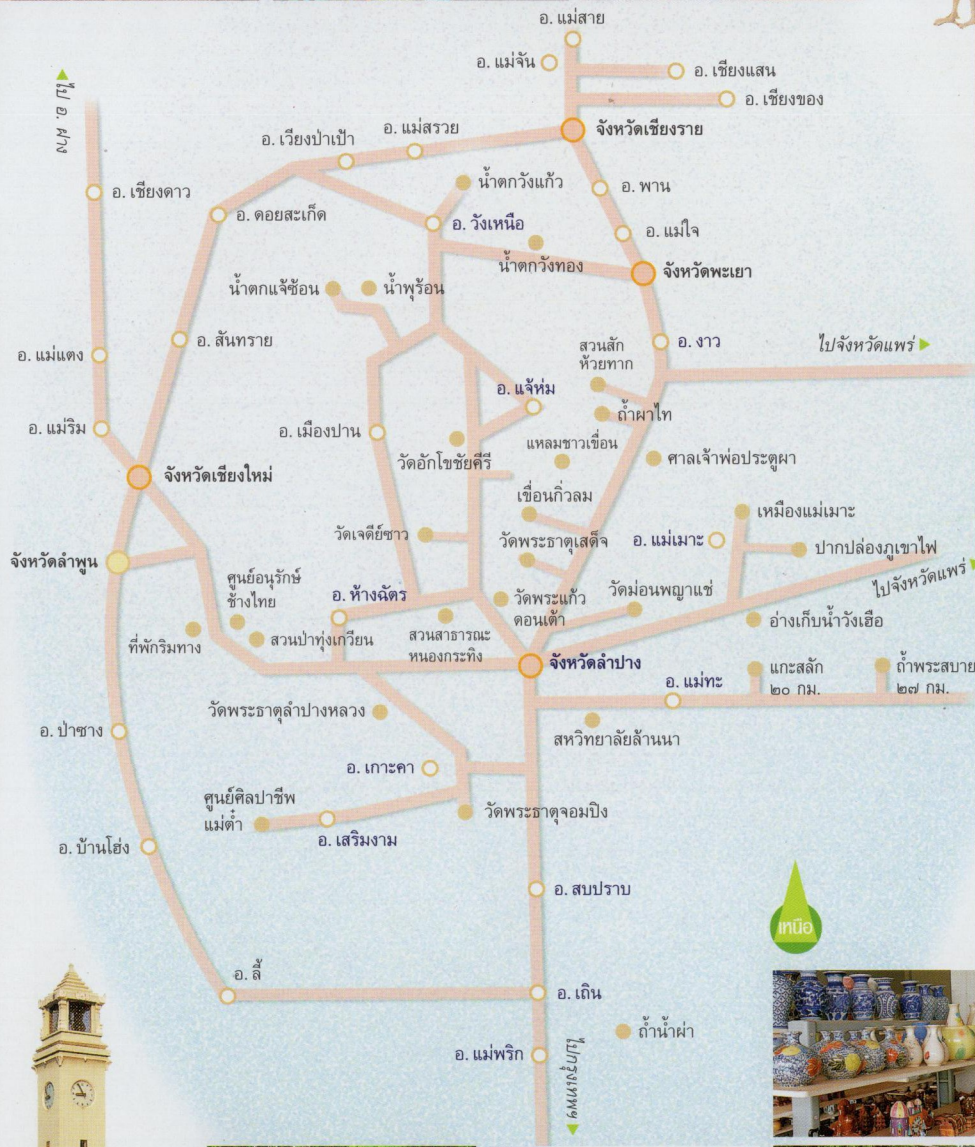 อ. แม่สาย
อ. แม่จัน
อ. เชียงแสน
อ. เชียงของ
ไป อ. ฝาง
อ. เวียงป่าเป้า
อ. แม่สรวย
จังหวัดเชียงราย
อ. เชียงดาว
อ. ดอยสะเก็ด
น้ำตกวังแก้ว
อ. พาน
อ. วังเหนือ
อ. แม่ใจ
น้ำตกวังทอง
จังหวัดพะเยา
น้ำตกแจ้ซ้อน
น้ำพุร้อน
อ. แม่แตง
อ. สันทราย
สวนสัก
ห้วยทาก
อ. งาว
ไปจังหวัดแพร่
อ. แจ้ห่ม
ถ้ำผาไท
อ. แม่ริม
อ. เมืองปาน
วัดอักโขชัยคีรี
แหลมชาวเขื่อน
ศาลเจ้าพ่อประตูผา
จังหวัดเชียงใหม่
เขื่อนกิ่วลม
เหมืองแม่เมาะ
วัดเจดีย์ซาว
วัดพระธาตุเสด็จ
อ. แม่เมาะ
ปากปล่องภูเขาไฟ
จังหวัดลำพูน
ศูนย์อนุรักษ์
ช้างไทย
อ. ห้างฉัตร
วัดพระแก้ว
ดอนเต้า
วัดม่อนพญาแช่
ไปจังหวัดแพร่
ที่พักริมทาง
สวนป่าทุ่งเกวียน
สวนสาธารณะ
หนองกระทิง
อ่างเก็บน้ำวังเฮือ
จังหวัดลำปาง
อ. แม่ทะ
แกะสลัก
๒๐ กม.
ถ้ำพระสบาย
๒๗ กม.
วัดพระธาตุลำปางหลวง
อ. ป่าซาง
สหวิทยาลัยล้านนา
อ. เกาะคา
ศูนย์ศิลปาชีพ
แม่ต๋ำ
อ. เสริมงาม
วัดพระธาตุจอมปิง
อ. บ้านโฮ่ง
อ. สบปราบ
เหนือ
อ. ลี้
อ. เถิน
ถ้ำน้ำผ่า
อ. แม่พริก
ไปกรุงเทพฯ